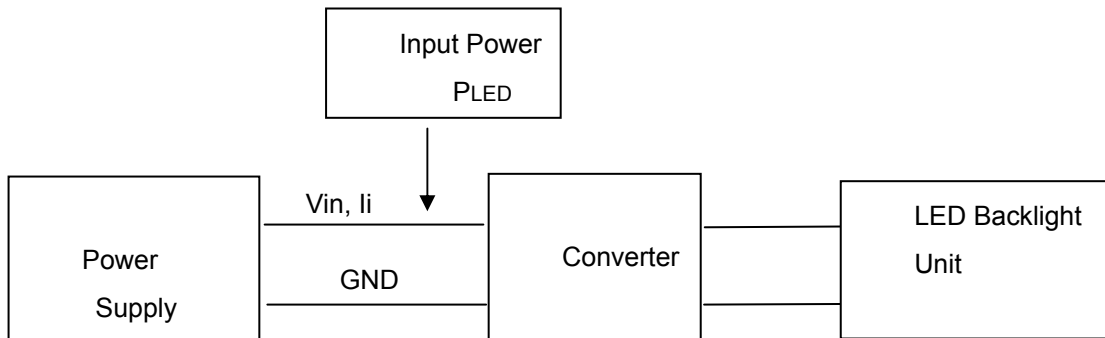 Input Power
PLED
Vin, Ii
Power
Supply
GND
Converter
LED Backlight
Unit